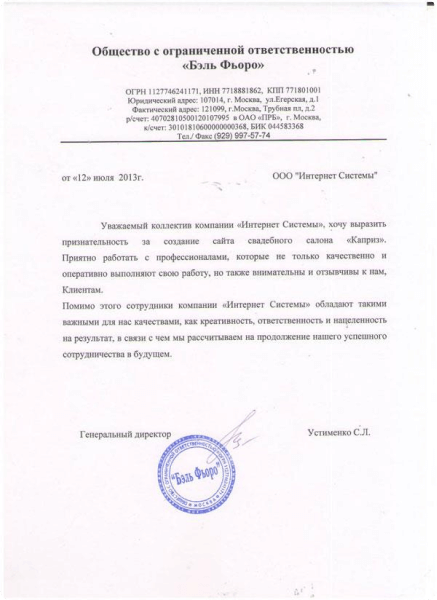 Общество с ограниченной ответственностью
«Бэль Фьоро»
ОГРН 1127746241171, ИНН 7718881862, КПП 771801001
Юридический адрес: 107014, г. Москва, ул.Егерская, д.1
Фактический адрес: 121099, г.Москва, Трубная пл, д.2
р/счет: 40702810500120107995 в ОАО «ПРБ», г. Москва,
к/счет: 30101810600000000368, БИК 044583368
Тел./ Факс (929) 997-57-74
от «12» июля 2013г. ООО "Интернет Системы"
Уважаемый коллектив компании «Интернет Системы», хочу выразить
признательность за создание сайта свадебного салона «Каприз».
Приятно работать с профессионалами, которые не только качественно и
оперативно выполняют свою работу, но также внимательны и отзывчивы к нам,
Клиентам.
Помимо этого сотрудники компании «Интернет Системы» обладают такими
важными для нас качествами, как креативность, ответственность и нацеленность
на результат, в связи с чем мы рассчитываем на продолжение нашего успешного
сотрудничества в будущем.
Генеральный директор Устименко С.Л.
"Бэль Фьоро"
МОСКВА